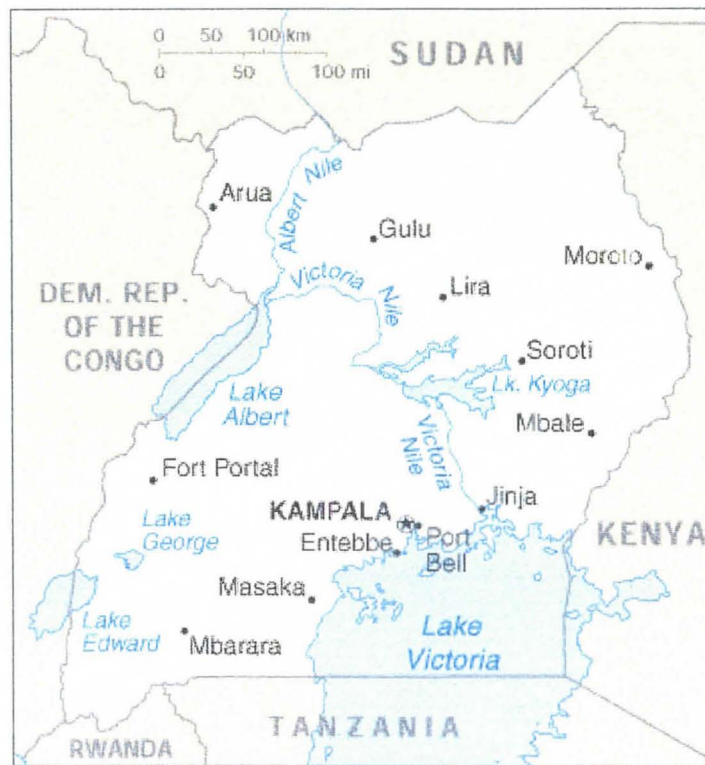 0 50 100 km
0 50 100 mi
SUDAN
Arua
Albert Nile
Gulu
Moroto
Victoria Nile
Lira
DEM. REP.
OF THE
CONGO
Soroti
Lk. Kyoga
Lake
Albert
Mbale
Victoria
Nile
Fort Portal
Jinja
KAMPALA
Port
Bell
Lake
George
Entebbe
KENYA
Masaka
Lake
Edward
Mbarara
Lake
Victoria
TANZANIA
RWANDA